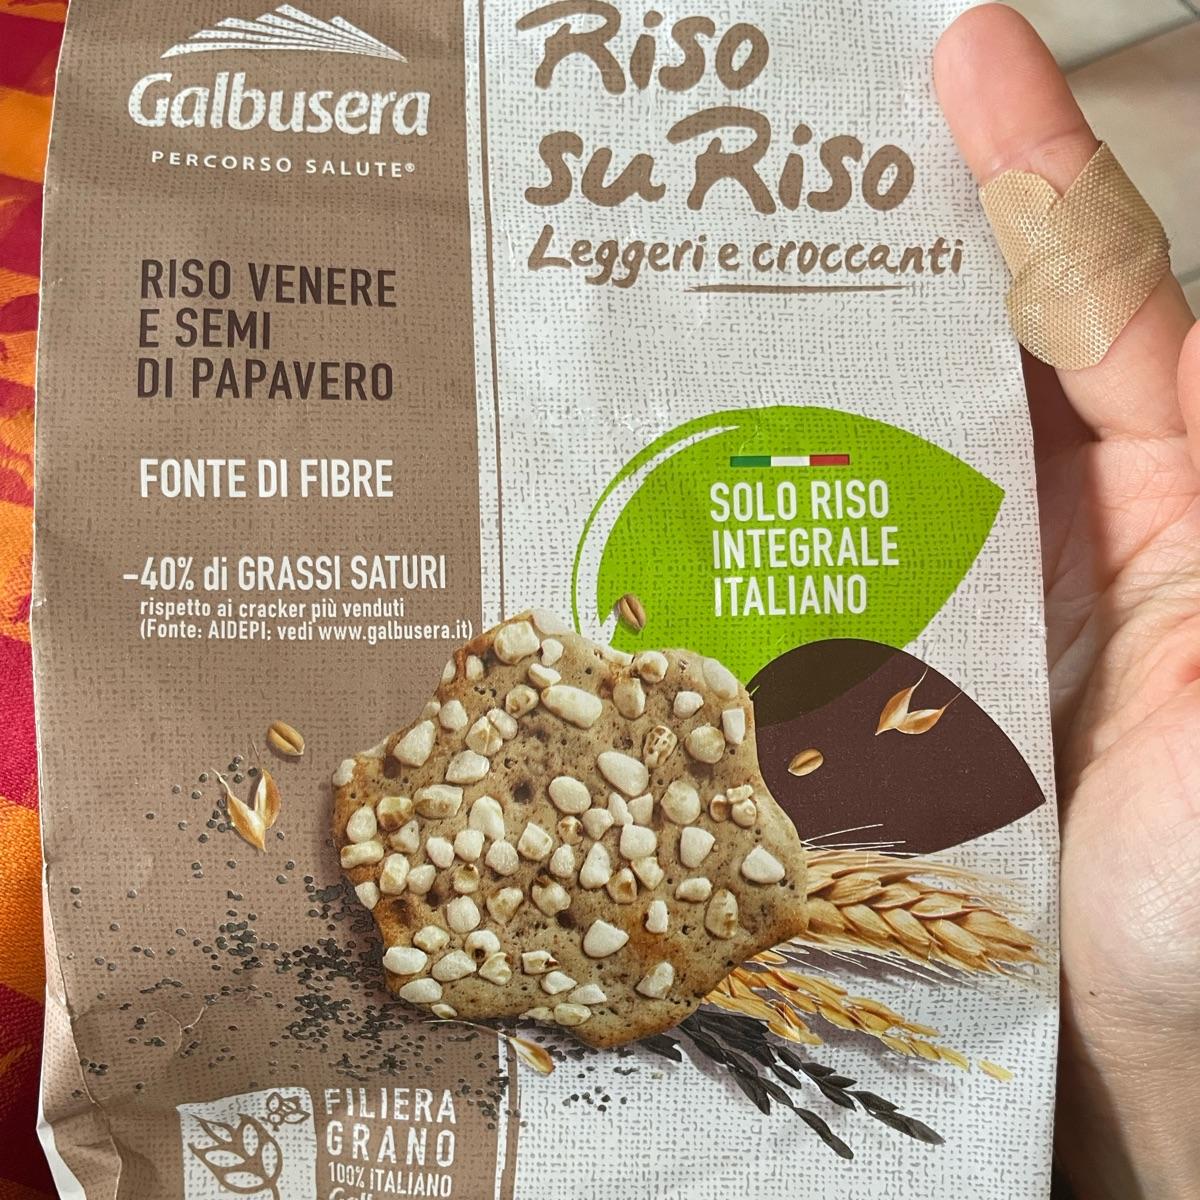 Galbusera
PERCORSO SALUTE®
RISO VENERE
E SEMI
DI PAPAVERO
FONTE DI FIBRE
-40% di GRASSI SATURI
rispetto ai cracker più venduti
(Fonte: AIDEPI: vedi www.galbusera.it)
Riso
su Riso
Leggeri e croccanti
SOLO RISO
INTEGRALE
ITALIANO
FILIERA
GRANO
100% ITALIANO